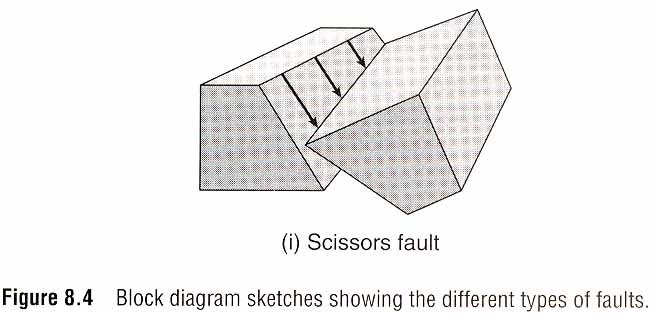 (i) Scissors fault
Figure 8.4 Block diagram sketches showing the different types of faults.